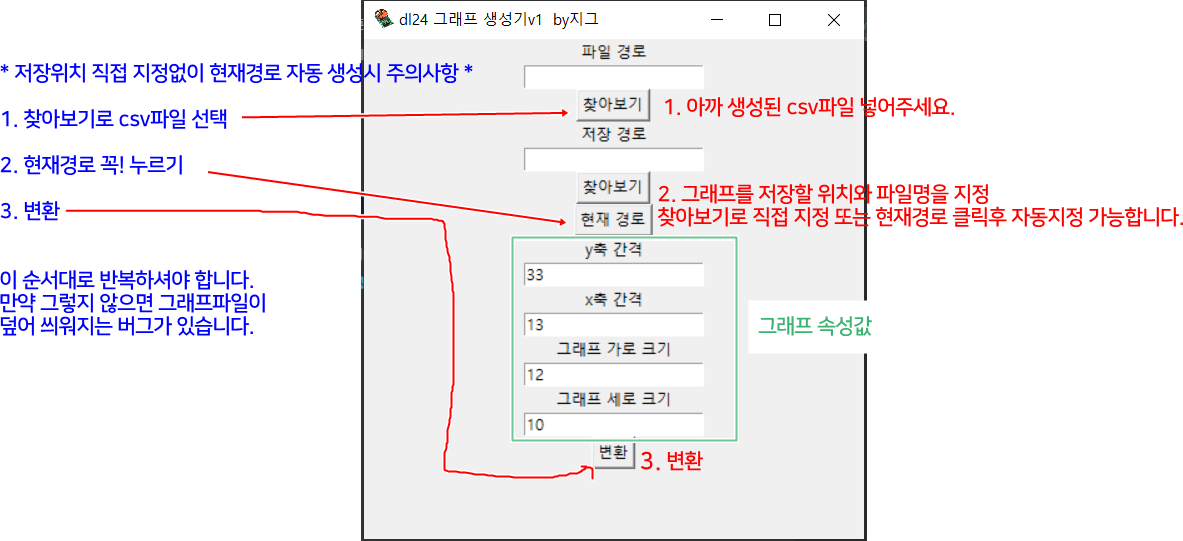 dl24 그래프 생성기v1 by지그
* 저장위치 직접 지정없이 현재경로 자동 생성시 주의사항 *
1. 찾아보기로 csv파일 선택
2. 현재경로 꼭! 누르기
3. 변환
이 순서대로 반복하셔야 합니다.
만약 그렇지 않으면 그래프파일이
덮어 씌워지는 버그가 있습니다.
파일 경로
찾아보기
1. 아까 생성된 csv파일 넣어주세요.
저장 경로
찾아보기
현재 경로
2. 그래프를 저장할 위치와 파일명을 지정
찾아보기로 직접 지정 또는 현재경로 클릭후 자동지정 가능합니다.
y축 간격
33
x축 간격
13
그래프 가로 크기
12
그래프 세로 크기
10
그래프 속성값
변환
3. 변환